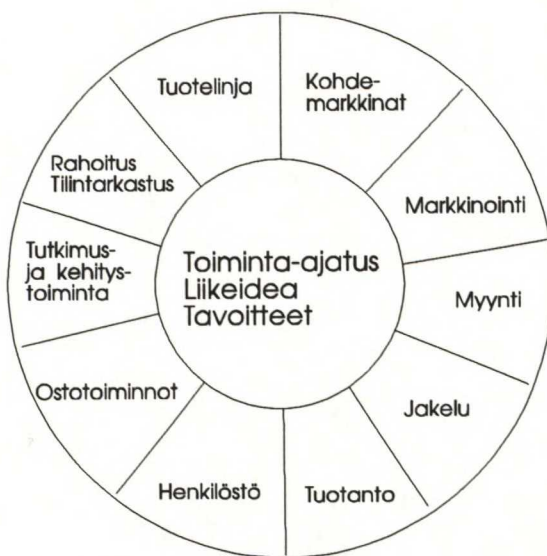 Tuotelinja
Kohde-
markkinat
Markkinointi
Myynti
Jakelu
Tuotanto
Henkilöstö
Ostotoiminnot
Tutkimus-
ja kehitys-
toiminta
Rahoitus
Tilintarkastus
Toiminta-ajatus
Liikeidea
Tavoitteet